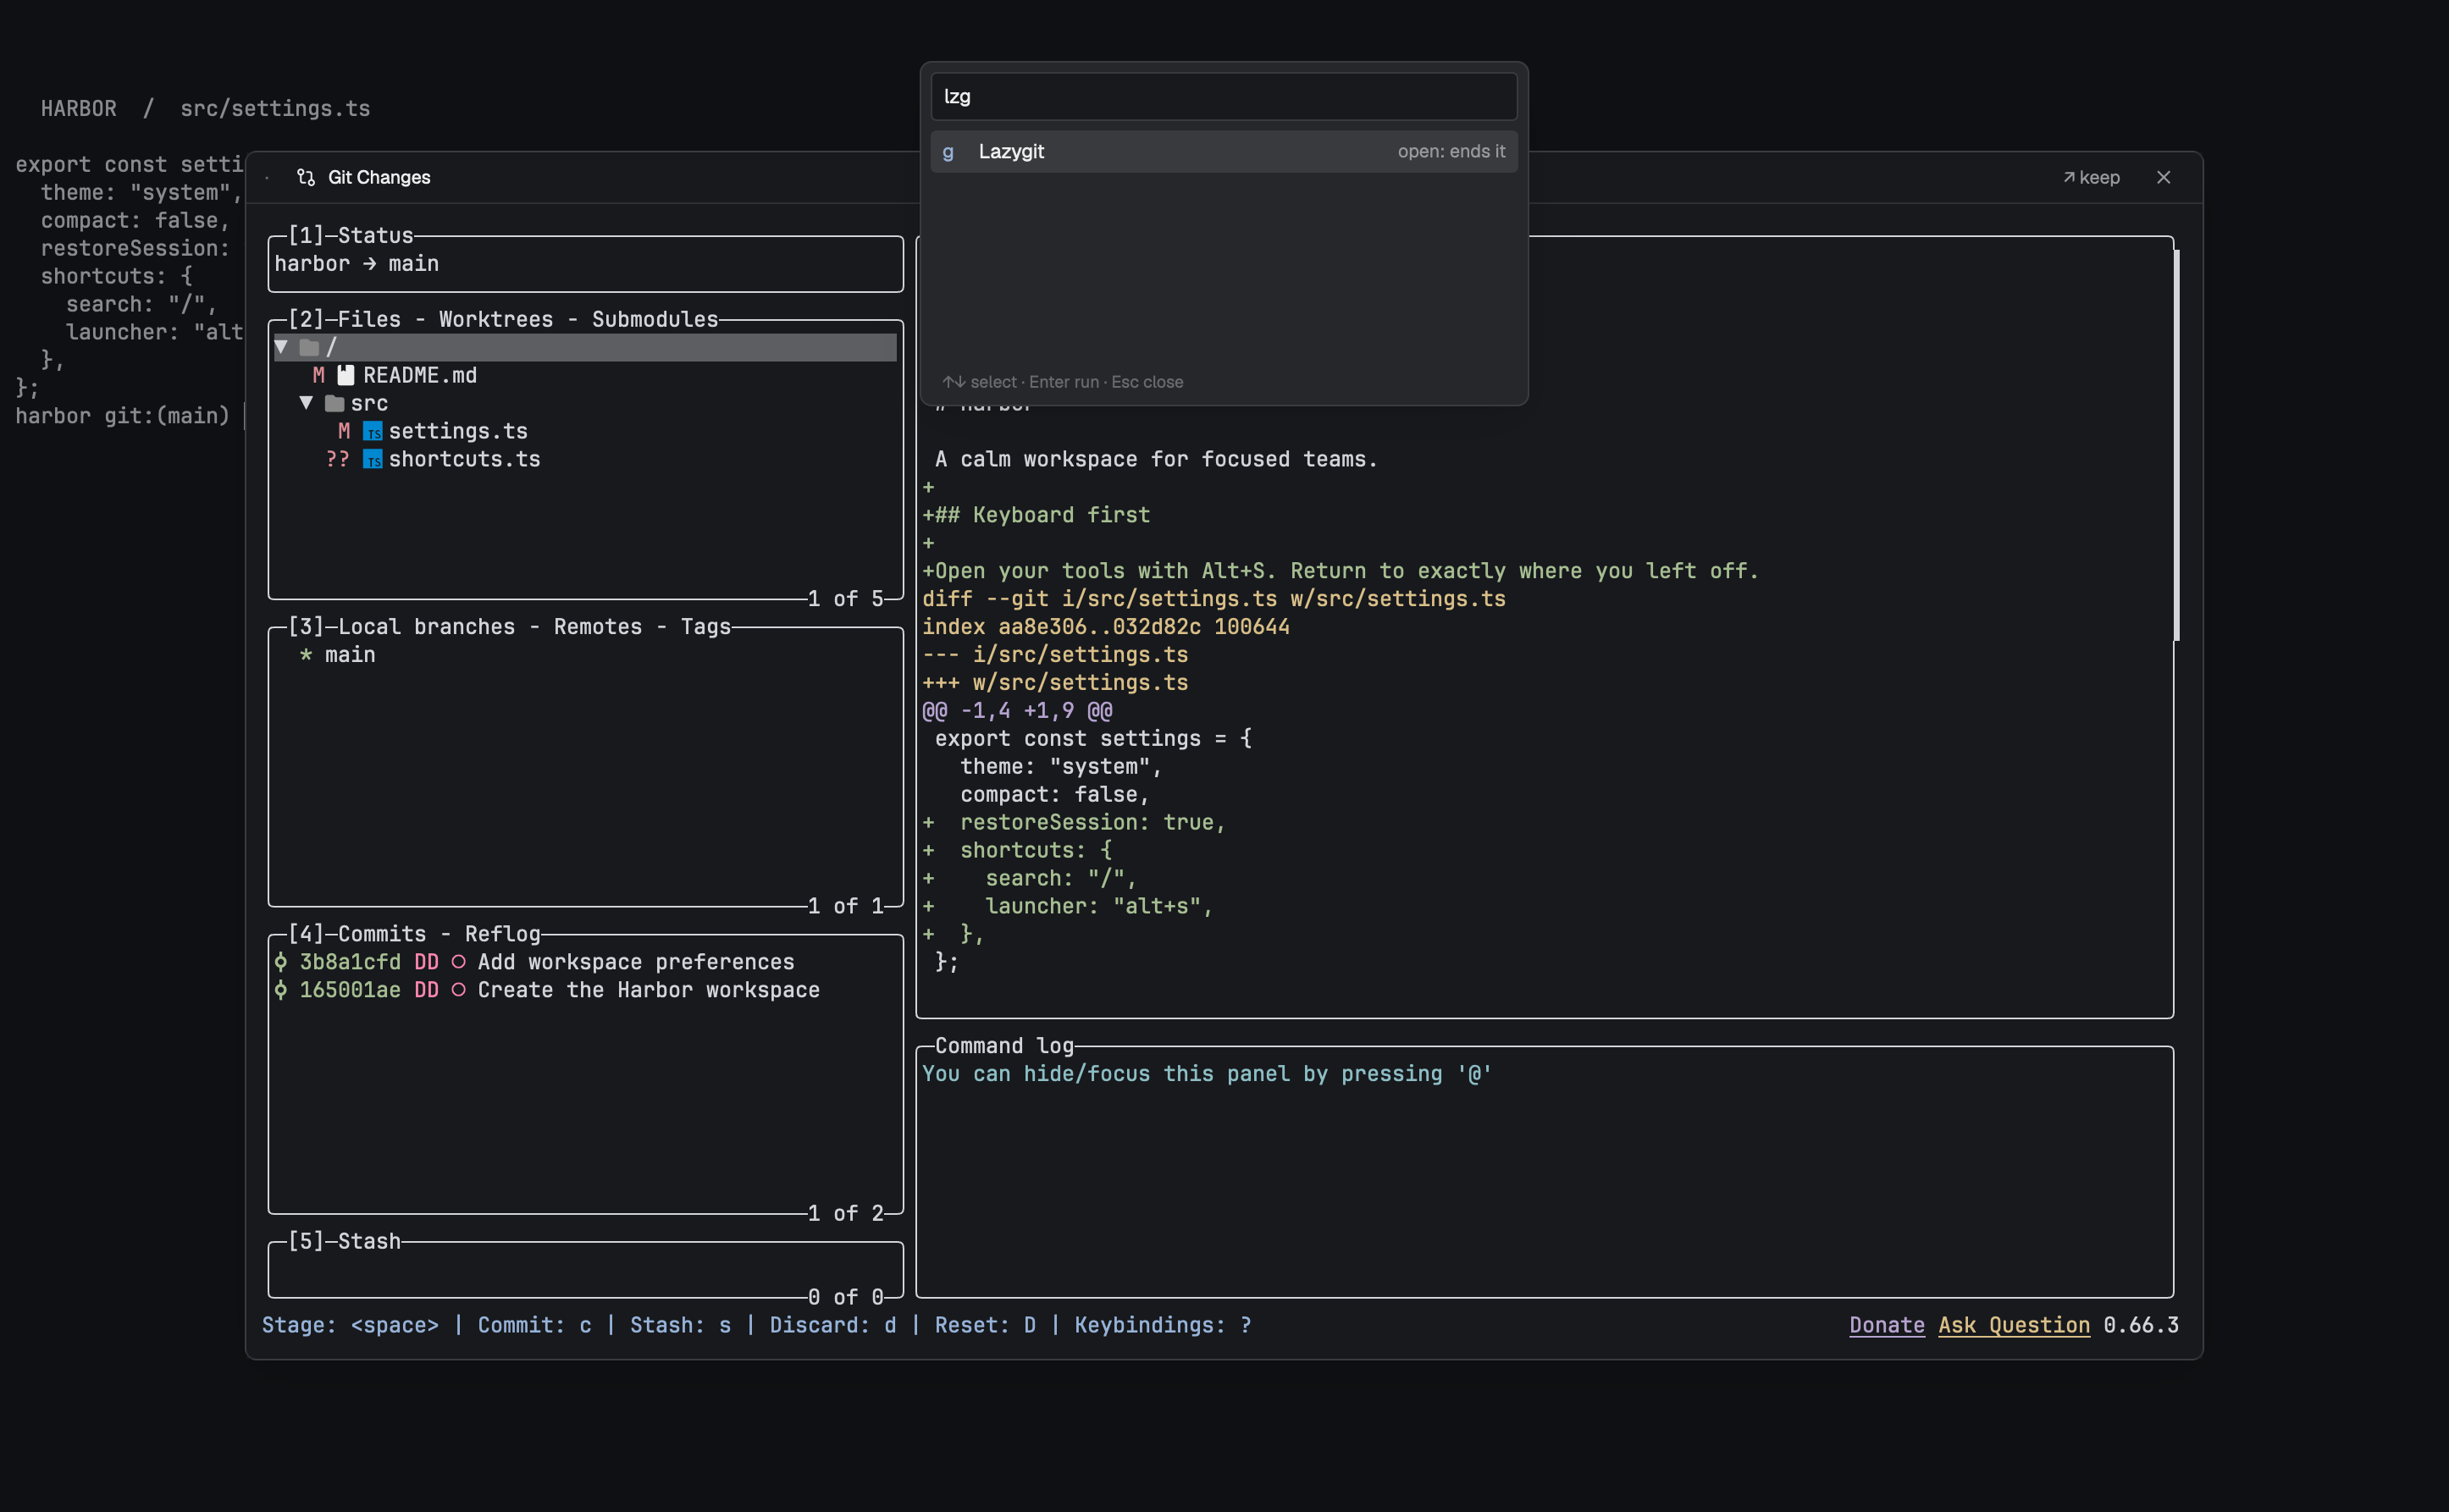 HARBOR / src/settings.ts
export const setti
theme: "system",
compact: false,
restoreSession:
shortcuts: {
search: "/",
launcher: "alt
},
};
harbor git:(main)
lzg
g Lazygit open: ends it
↑↓ select · Enter run · Esc close
Git Changes
↗ keep ×
[1]─Status
harbor → main
[2]─Files - Worktrees - Submodules
▼ /
M README.md
▼ src
M TS settings.ts
?? TS shortcuts.ts
1 of 5
[3]─Local branches - Remotes - Tags
* main
1 of 1
[4]─Commits - Reflog
3b8a1cfd DD ○ Add workspace preferences
165001ae DD ○ Create the Harbor workspace
1 of 2
[5]─Stash
0 of 0
# Harbor
A calm workspace for focused teams.
+
+## Keyboard first
+
+Open your tools with Alt+S. Return to exactly where you left off.
diff --git i/src/settings.ts w/src/settings.ts
index aa8e306..032d82c 100644
--- i/src/settings.ts
+++ w/src/settings.ts
@@ -1,4 +1,9 @@
export const settings = {
theme: "system",
compact: false,
+ restoreSession: true,
+ shortcuts: {
+ search: "/",
+ launcher: "alt+s",
+ },
};
Command log
You can hide/focus this panel by pressing '@'
Stage: <space> | Commit: c | Stash: s | Discard: d | Reset: D | Keybindings: ?
Donate Ask Question 0.66.3